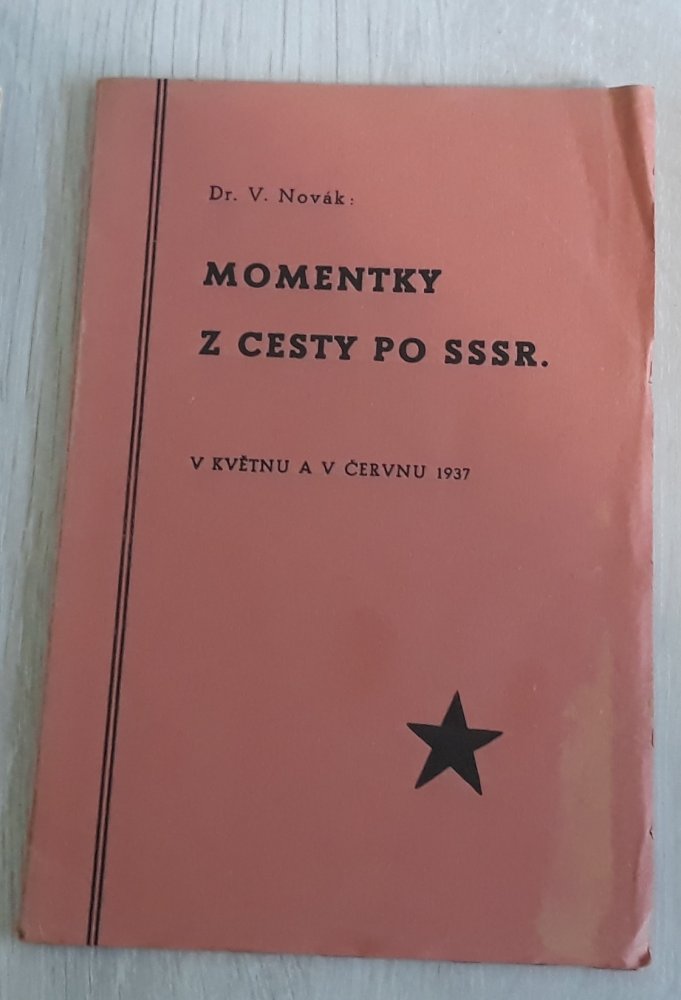 Dr. V. Novák:
MOMENTKY
Z CESTY PO SSSR.
V KVĚTNU A V ČERVNU 1937